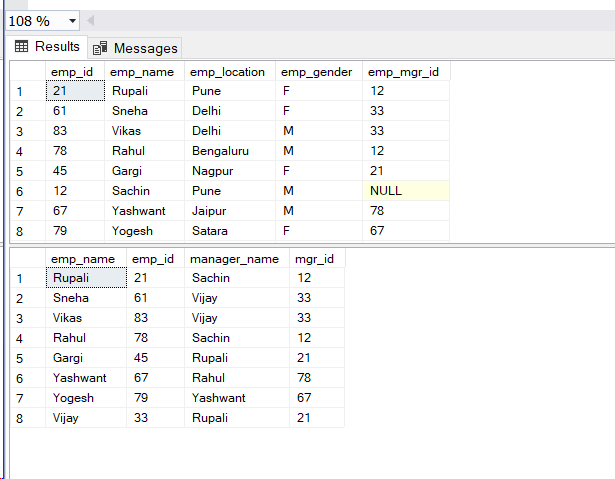 108 %
Results Messages
emp_id emp_name emp_location emp_gender emp_mgr_id
1 21 Rupali Pune F 12
2 61 Sneha Delhi F 33
3 83 Vikas Delhi M 33
4 78 Rahul Bengaluru M 12
5 45 Gargi Nagpur F 21
6 12 Sachin Pune M NULL
7 67 Yashwant Jaipur M 78
8 79 Yogesh Satara F 67
emp_name emp_id manager_name mgr_id
1 Rupali 21 Sachin 12
2 Sneha 61 Vijay 33
3 Vikas 83 Vijay 33
4 Rahul 78 Sachin 12
5 Gargi 45 Rupali 21
6 Yashwant 67 Rahul 78
7 Yogesh 79 Yashwant 67
8 Vijay 33 Rupali 21